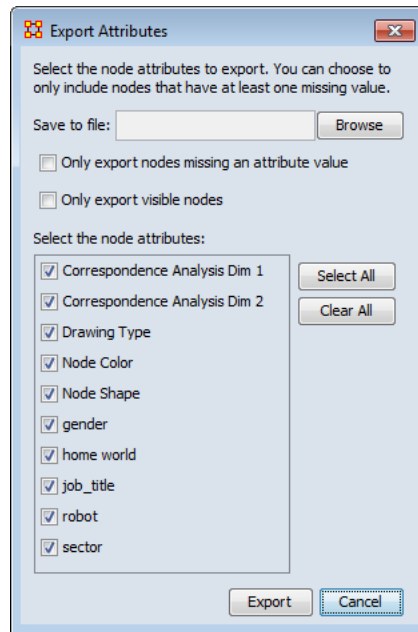 Export Attributes
Select the node attributes to export. You can choose to
only include nodes that have at least one missing value.
Save to file:
Browse
Only export nodes missing an attribute value
Only export visible nodes
Select the node attributes:
Correspondence Analysis Dim 1
Correspondence Analysis Dim 2
Drawing Type
Node Color
Node Shape
gender
home world
job_title
robot
sector
Select All
Clear All
Export
Cancel